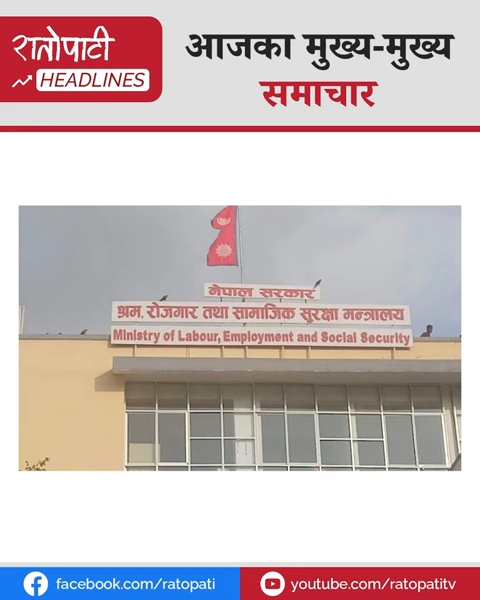 रातोपाटी
HEADLINES
आजका मुख्य-मुख्य
समाचार
नेपाल सरकार
श्रम, रोजगार तथा सामाजिक सुरक्षा मन्त्रालय
Ministry of Labour, Employment and Social Security
facebook.com/ratopati
youtube.com/ratopatitv